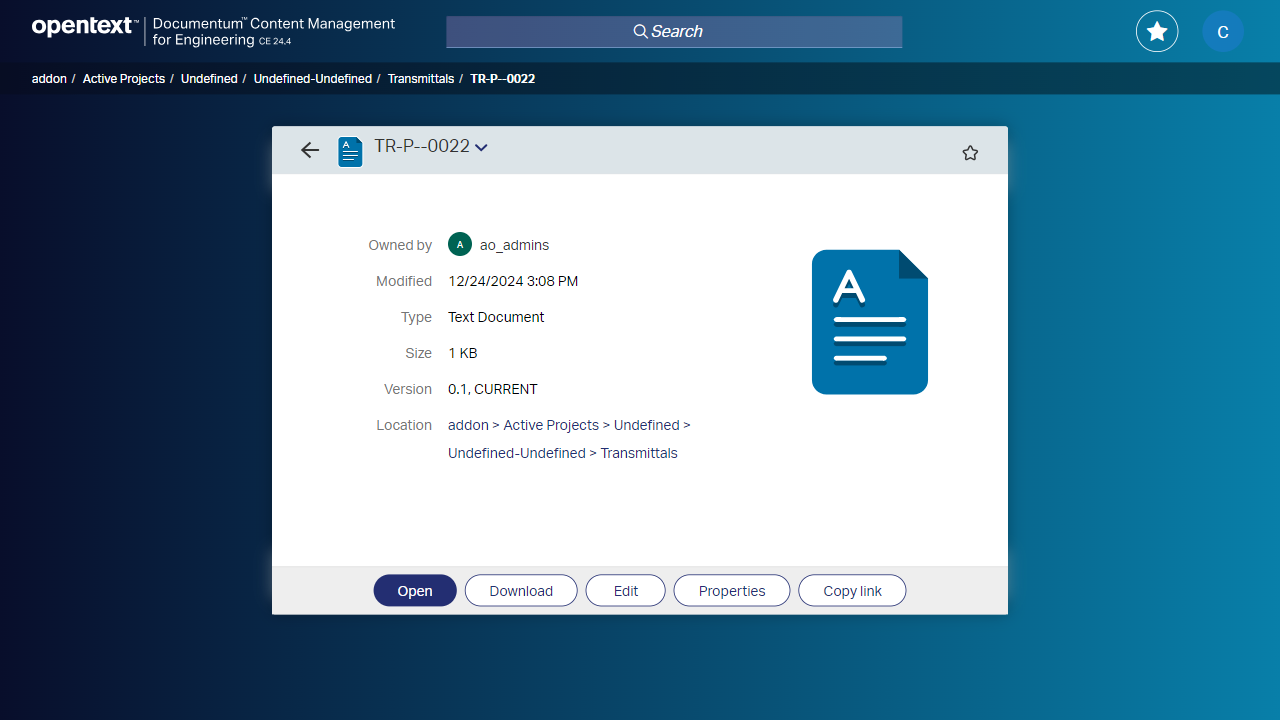 opentext™ Documentum™ Content Management
for Engineering CE 24.4
Search
C
addon / Active Projects / Undefined / Undefined-Undefined / Transmittals / TR-P--0022
A TR-P--0022
Owned by A ao_admins
Modified 12/24/2024 3:08 PM
Type Text Document
Size 1 KB
Version 0.1, CURRENT
Location addon > Active Projects > Undefined >
Undefined-Undefined > Transmittals
A
Open Download Edit Properties Copy link